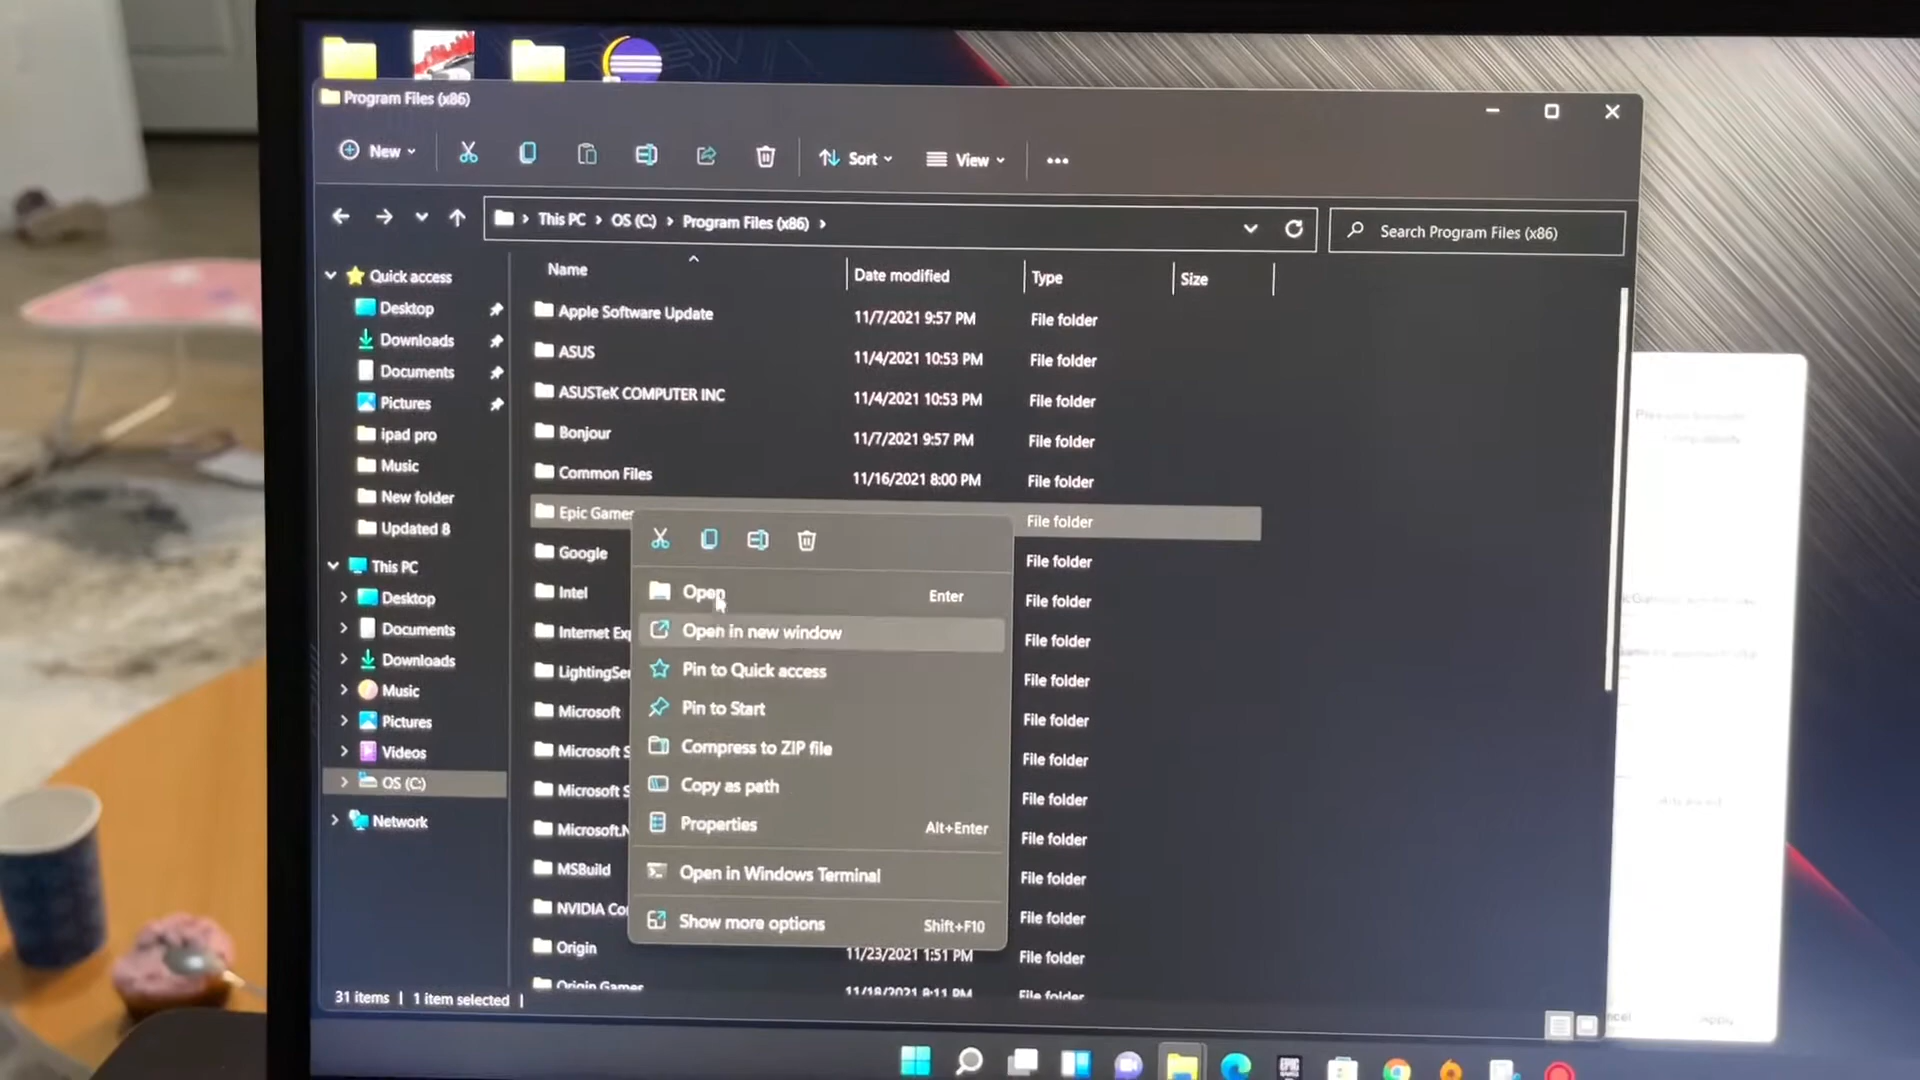 Program Files (x86)
New
Sort
View
This PC > OS (C:) > Program Files (x86) >
Search Program Files (x86)
Name
Date modified
Type
Size
Quick access
Desktop
Downloads
Documents
Pictures
ipad pro
Music
New folder
Updated 8
This PC
Desktop
Documents
Downloads
Music
Pictures
Videos
OS (C:)
Network
Apple Software Update 11/7/2021 9:57 PM File folder
ASUS 11/4/2021 10:53 PM File folder
ASUSTeK COMPUTER INC 11/4/2021 10:53 PM File folder
Bonjour 11/7/2021 9:57 PM File folder
Common Files 11/16/2021 8:00 PM File folder
Epic Games File folder
Google File folder
Intel File folder
Internet Exp File folder
LightingSer File folder
Microsoft File folder
Microsoft S File folder
Microsoft S File folder
Microsoft.N File folder
MSBuild File folder
NVIDIA Co File folder
Origin 11/23/2021 1:51 PM File folder
Origin Games 11/18/2021 8:11 PM File folder
Open Enter
Open in new window
Pin to Quick access
Pin to Start
Compress to ZIP file
Copy as path
Properties Alt+Enter
Open in Windows Terminal
Show more options Shift+F10
31 items | 1 item selected |
ncel
Apply
EPIC